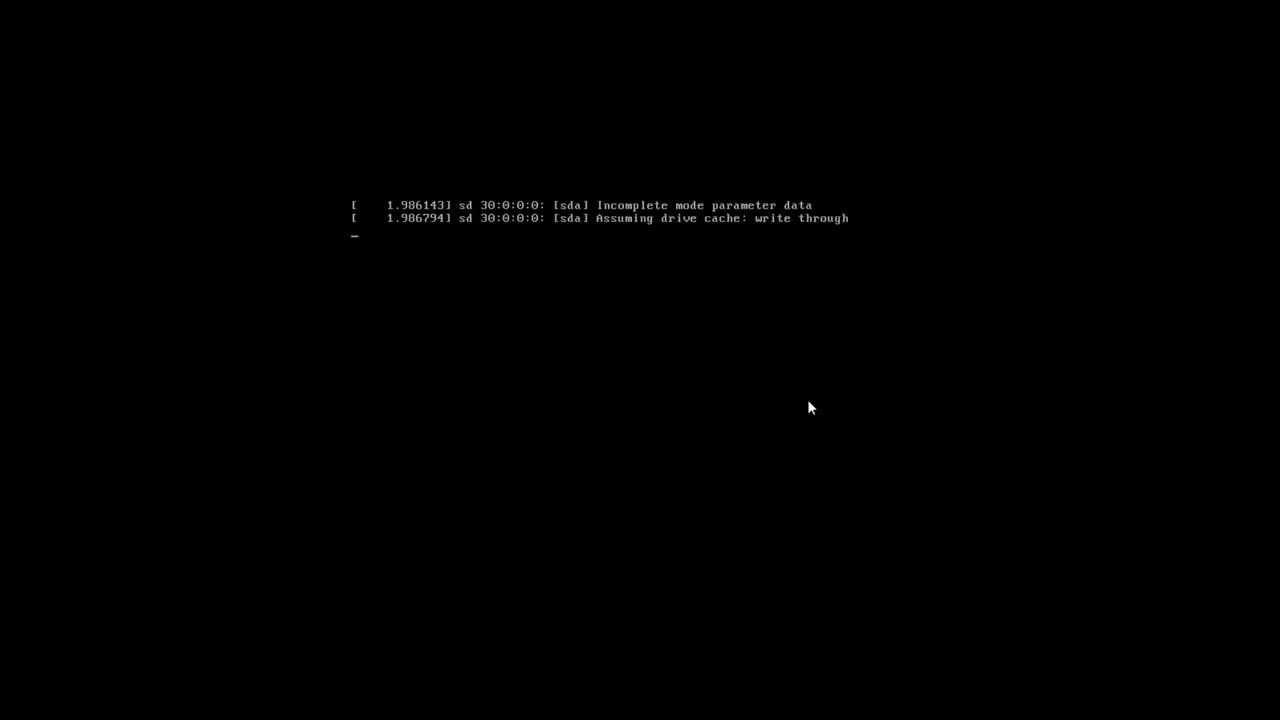 [    1.986143] sd 30:0:0:0: [sda] Incomplete mode parameter data
[    1.986794] sd 30:0:0:0: [sda] Assuming drive cache: write through
_